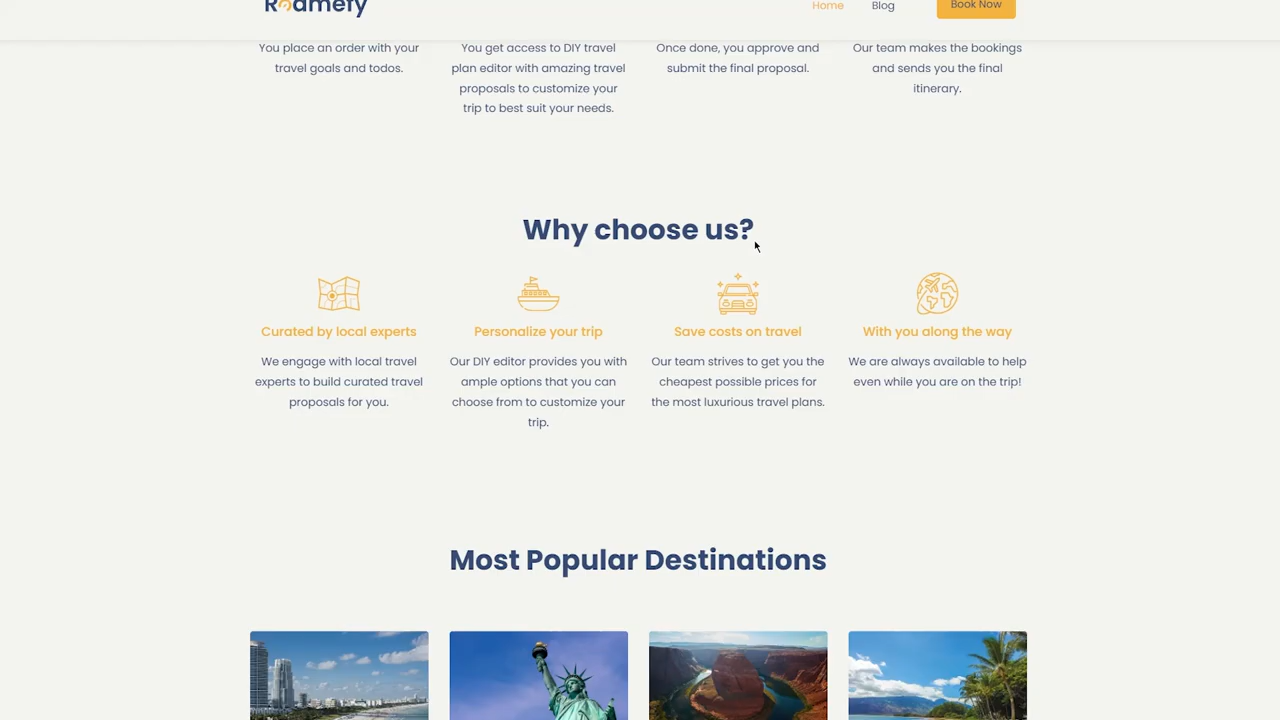 Roamefy
Home Blog Book Now
You place an order with your
travel goals and todos.
You get access to DIY travel
plan editor with amazing travel
proposals to customize your
trip to best suit your needs.
Once done, you approve and
submit the final proposal.
Our team makes the bookings
and sends you the final
itinerary.
Why choose us?
Curated by local experts
We engage with local travel
experts to build curated travel
proposals for you.
Personalize your trip
Our DIY editor provides you with
ample options that you can
choose from to customize your
trip.
Save costs on travel
Our team strives to get you the
cheapest possible prices for
the most luxurious travel plans.
With you along the way
We are always available to help
even while you are on the trip!
Most Popular Destinations